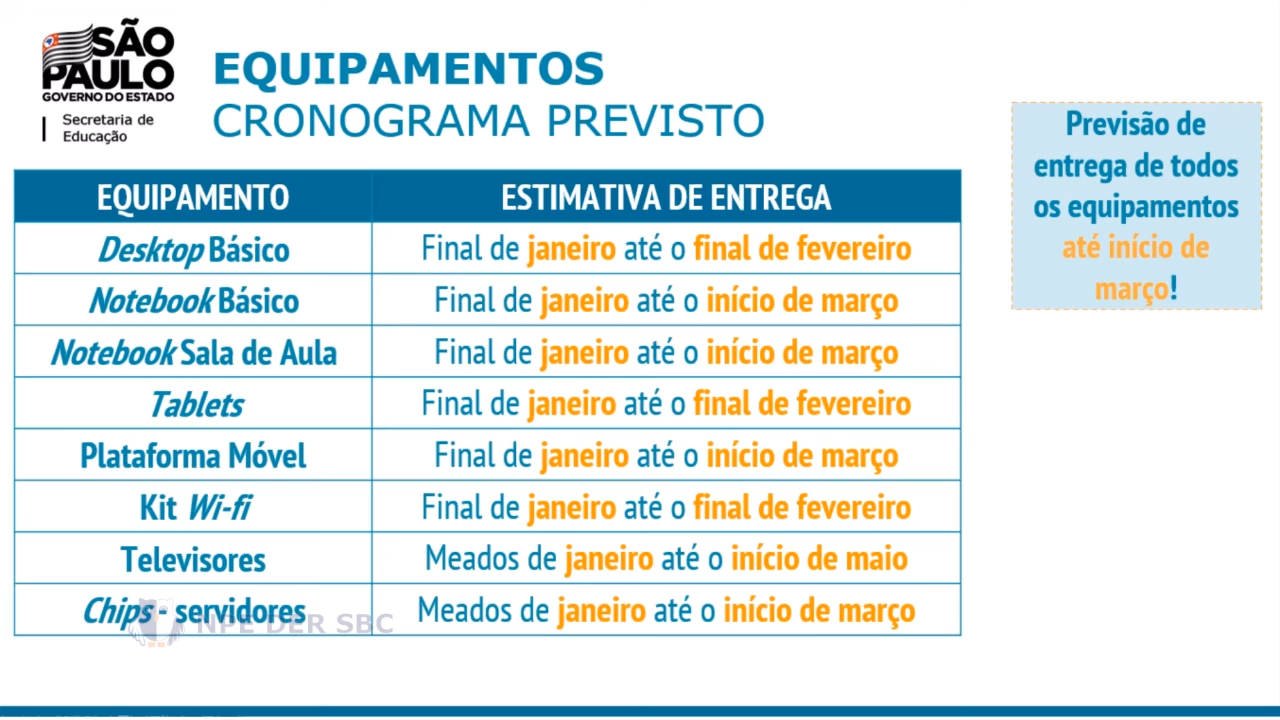 SÃO
PAULO
GOVERNO DO ESTADO
Secretaria de
Educação
EQUIPAMENTOS
CRONOGRAMA PREVISTO
Previsão de
entrega de todos
os equipamentos
até início de
março!
EQUIPAMENTO ESTIMATIVA DE ENTREGA
Desktop Básico Final de janeiro até o final de fevereiro
Notebook Básico Final de janeiro até o início de março
Notebook Sala de Aula Final de janeiro até o início de março
Tablets Final de janeiro até o final de fevereiro
Plataforma Móvel Final de janeiro até o início de março
Kit Wi-fi Final de janeiro até o final de fevereiro
Televisores Meados de janeiro até o início de maio
Chips - servidores Meados de janeiro até o início de março
NPE DER SBC